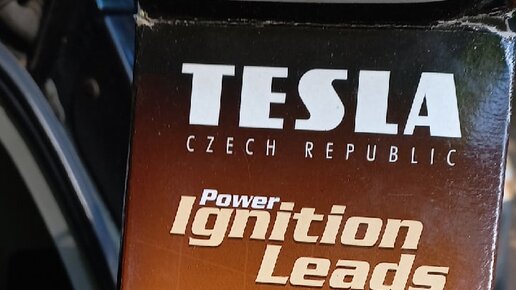 TESLA
CZECH REPUBLIC
Power
Ignition
Leads